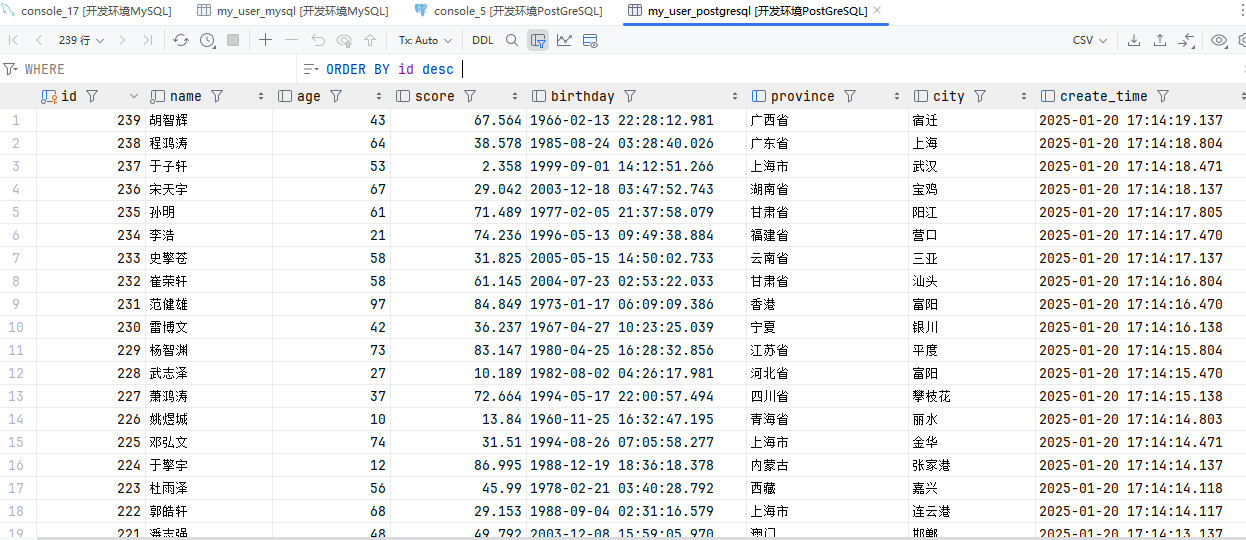 console_17 [开发环境MySQL] my_user_mysql [开发环境MySQL] console_5 [开发环境PostGreSQL] my_user_postgresql [开发环境PostGreSQL]
239 行 Tx: Auto DDL CSV
WHERE ORDER BY id desc
id name age score birthday province city create_time
1 239 胡智辉 43 67.564 1966-02-13 22:28:12.981 广西省 宿迁 2025-01-20 17:14:19.137
2 238 程鸿涛 64 38.578 1985-08-24 03:28:40.026 广东省 上海 2025-01-20 17:14:18.804
3 237 于子轩 53 2.358 1999-09-01 14:12:51.266 上海市 武汉 2025-01-20 17:14:18.471
4 236 宋天宇 67 29.042 2003-12-18 03:47:52.743 湖南省 宝鸡 2025-01-20 17:14:18.137
5 235 孙明 61 71.489 1977-02-05 21:37:58.079 甘肃省 阳江 2025-01-20 17:14:17.805
6 234 李浩 21 74.236 1996-05-13 09:49:38.884 福建省 营口 2025-01-20 17:14:17.470
7 233 史擎苍 58 31.825 2005-05-15 14:50:02.733 云南省 三亚 2025-01-20 17:14:17.137
8 232 崔荣轩 58 61.145 2004-07-23 02:53:22.033 甘肃省 汕头 2025-01-20 17:14:16.804
9 231 范健雄 97 84.849 1973-01-17 06:09:09.386 香港 富阳 2025-01-20 17:14:16.470
10 230 雷博文 42 36.237 1967-04-27 10:23:25.039 宁夏 银川 2025-01-20 17:14:16.138
11 229 杨智渊 73 83.147 1980-04-25 16:28:32.856 江苏省 平度 2025-01-20 17:14:15.804
12 228 武志泽 27 10.189 1982-08-02 04:26:17.981 河北省 富阳 2025-01-20 17:14:15.470
13 227 萧鸿涛 37 72.664 1994-05-17 22:00:57.494 四川省 攀枝花 2025-01-20 17:14:15.138
14 226 姚煜城 10 13.84 1960-11-25 16:32:47.195 青海省 丽水 2025-01-20 17:14:14.803
15 225 邓弘文 74 31.51 1994-08-26 07:05:58.277 上海市 金华 2025-01-20 17:14:14.471
16 224 于擎宇 12 86.995 1988-12-19 18:36:18.378 内蒙古 张家港 2025-01-20 17:14:14.137
17 223 杜雨泽 56 45.99 1978-02-21 03:40:28.792 西藏 嘉兴 2025-01-20 17:14:14.118
18 222 郭皓轩 68 29.153 1988-09-04 02:31:16.579 上海市 连云港 2025-01-20 17:14:14.117
19 221 潘志强 48 49.792 2003-12-08 15:59:05.970 澳门 邯郸 2025-01-20 17:14:13.137